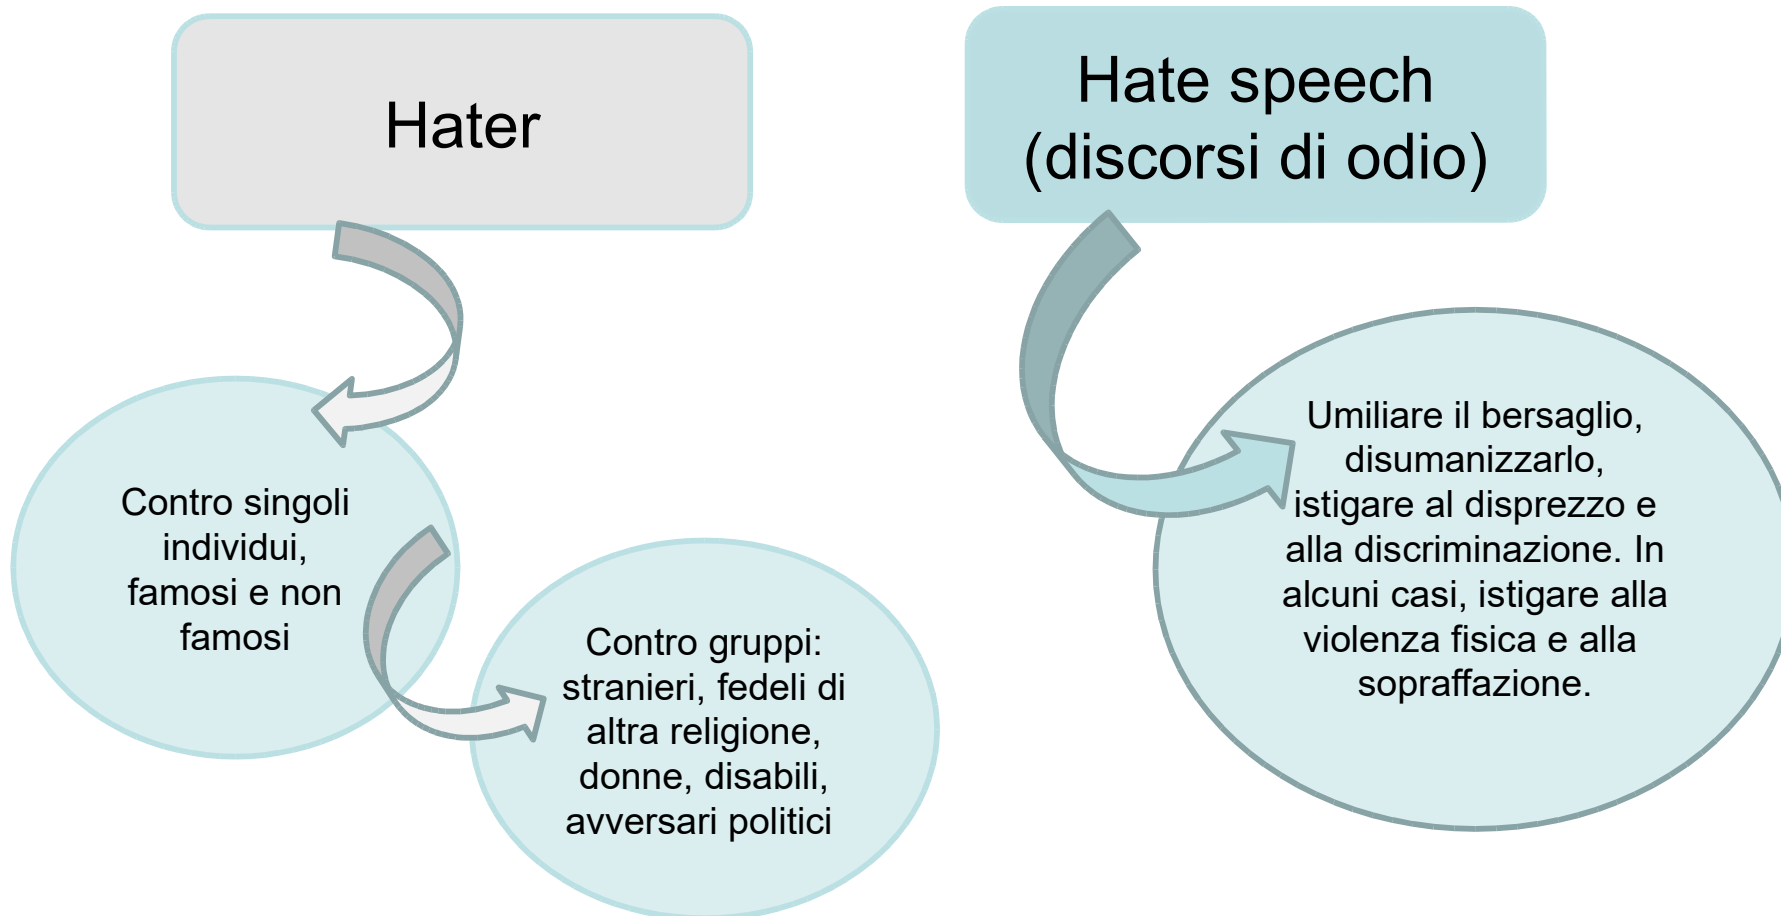 Hater
Hate speech
(discorsi di odio)
Contro singoli
individui,
famosi e non
famosi
Contro gruppi:
stranieri, fedeli di
altra religione,
donne, disabili,
avversari politici
Umiliare il bersaglio,
disumanizzarlo,
istigare al disprezzo e
alla discriminazione. In
alcuni casi, istigare alla
violenza fisica e alla
sopraffazione.